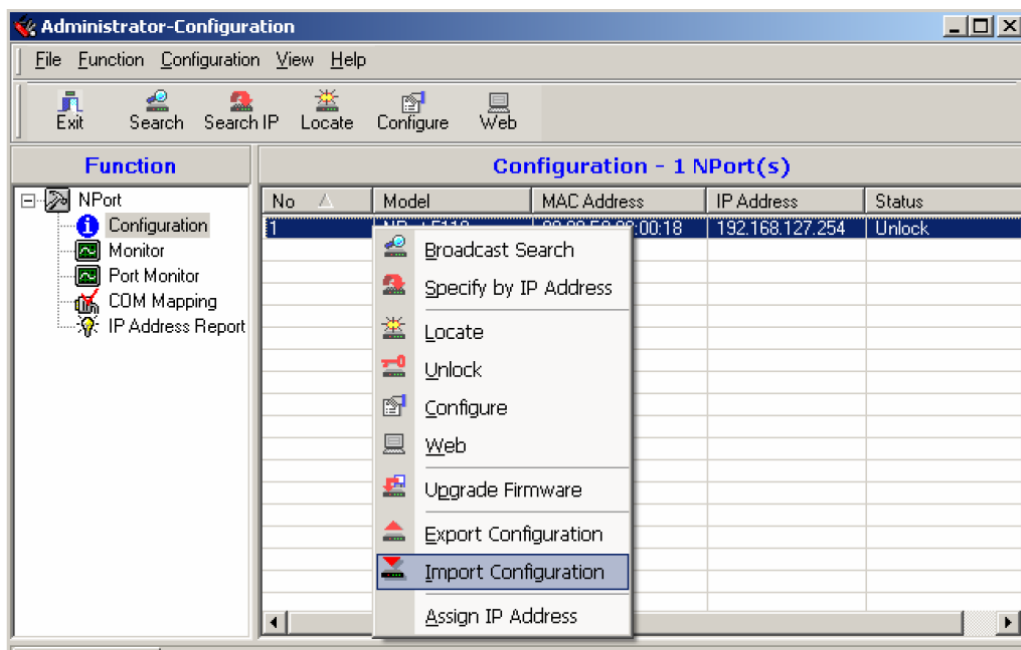 Administrator-Configuration
File Function Configuration View Help
Exit Search Search IP Locate Configure Web
Function
Configuration - 1 NPort(s)
NPort
Configuration
Monitor
Port Monitor
COM Mapping
IP Address Report
No Model MAC Address IP Address Status
1 :00:18 192.168.127.254 Unlock
Broadcast Search
Specify by IP Address
Locate
Unlock
Configure
Web
Upgrade Firmware
Export Configuration
Import Configuration
Assign IP Address